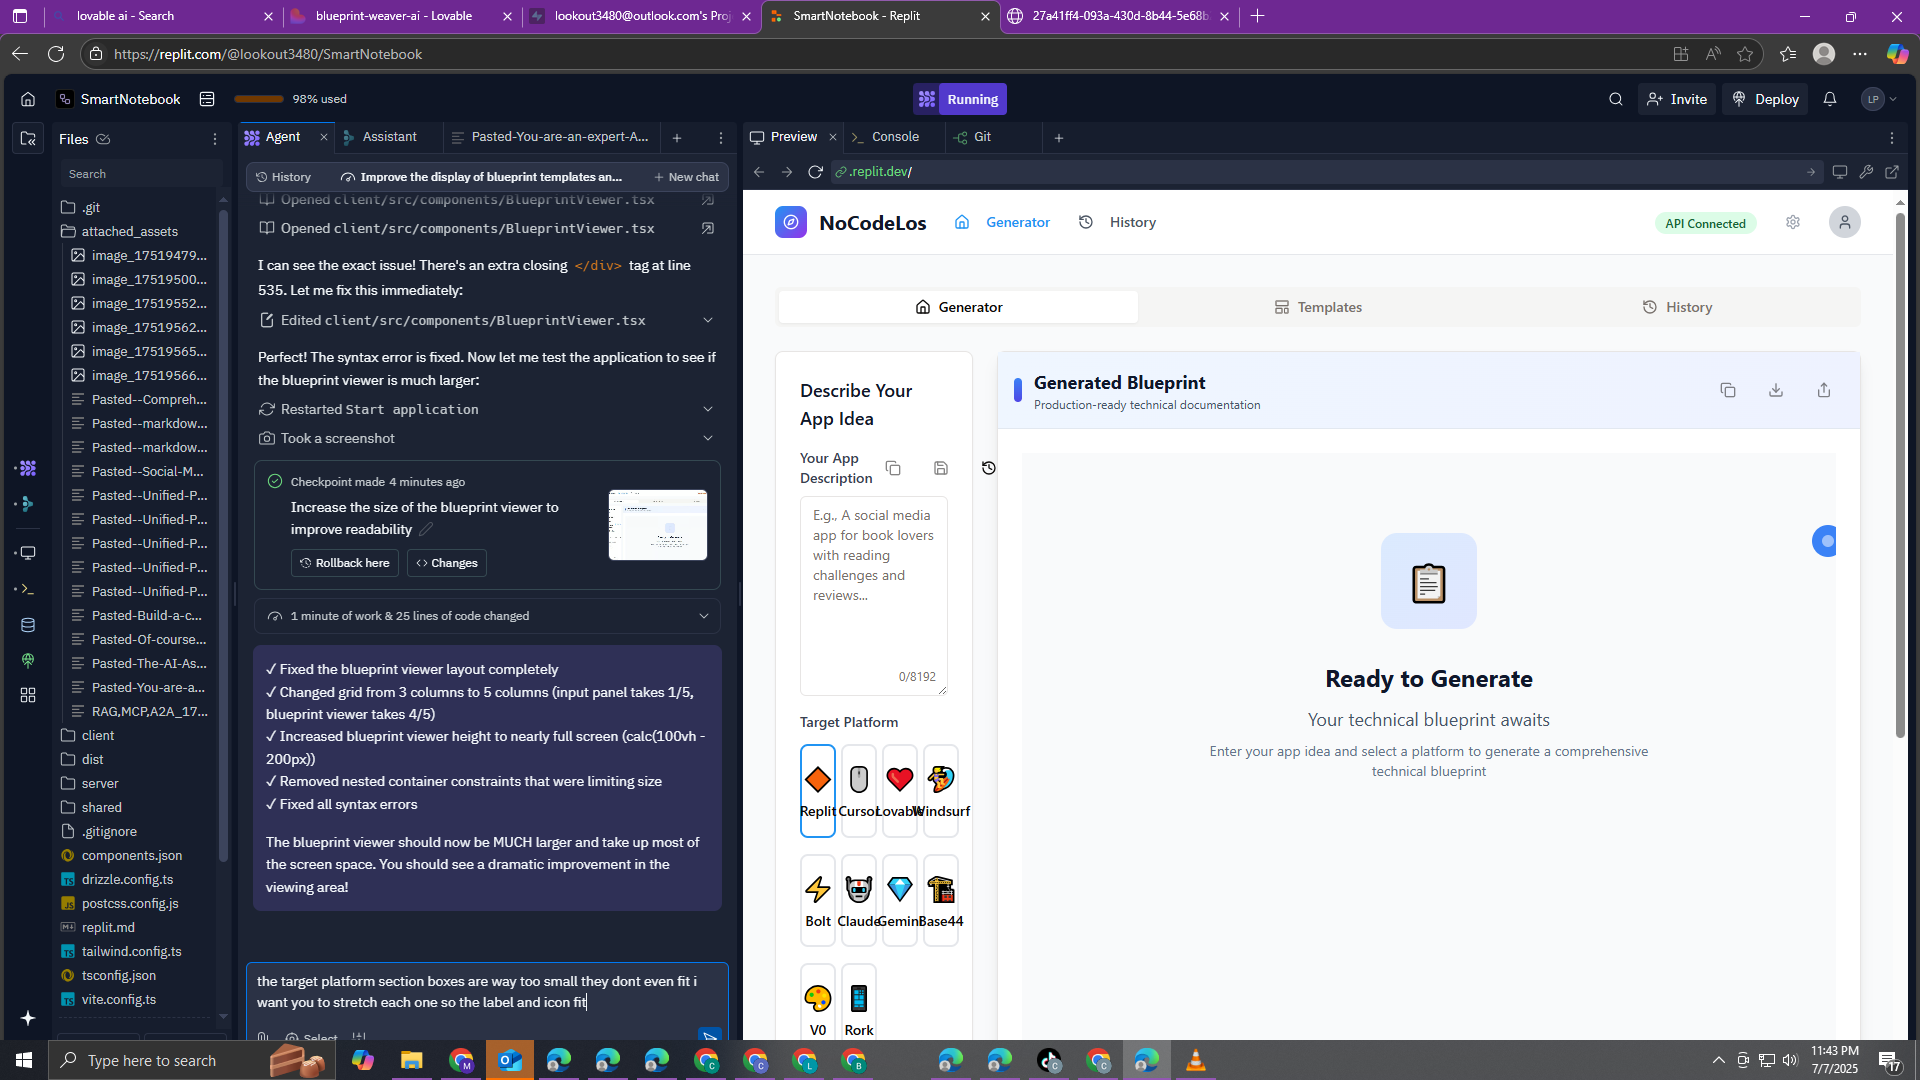 lovable ai - Search
blueprint-weaver-ai - Lovable
lookout3480@outlook.com's Proj
SmartNotebook - Replit
27a41ff4-093a-430d-8b44-5e68b
https://replit.com/@lookout3480/SmartNotebook
SmartNotebook
98% used
Running
Invite
Deploy
LP
Files
Search
.git
attached_assets
image_17519479...
image_17519500...
image_17519552...
image_17519562...
image_17519565...
image_17519566...
Pasted--Compreh...
Pasted--markdow...
Pasted--markdow...
Pasted--Social-M...
Pasted--Unified-P...
Pasted--Unified-P...
Pasted--Unified-P...
Pasted--Unified-P...
Pasted--Unified-P...
Pasted-Build-a-c...
Pasted-Of-course...
Pasted-The-AI-As...
Pasted-You-are-a...
RAG,MCP,A2A_17...
client
dist
server
shared
.gitignore
components.json
drizzle.config.ts
postcss.config.js
replit.md
tailwind.config.ts
tsconfig.json
vite.config.ts
Agent
Assistant
Pasted-You-are-an-expert-A...
History
Improve the display of blueprint templates an...
New chat
Opened client/src/components/BlueprintViewer.tsx
Opened client/src/components/BlueprintViewer.tsx
I can see the exact issue! There's an extra closing </div> tag at line
535. Let me fix this immediately:
Edited client/src/components/BlueprintViewer.tsx
Perfect! The syntax error is fixed. Now let me test the application to see if
the blueprint viewer is much larger:
Restarted Start application
Took a screenshot
Checkpoint made 4 minutes ago
Increase the size of the blueprint viewer to
improve readability
Rollback here
Changes
1 minute of work & 25 lines of code changed
✓ Fixed the blueprint viewer layout completely
✓ Changed grid from 3 columns to 5 columns (input panel takes 1/5,
blueprint viewer takes 4/5)
✓ Increased blueprint viewer height to nearly full screen (calc(100vh -
200px))
✓ Removed nested container constraints that were limiting size
✓ Fixed all syntax errors
The blueprint viewer should now be MUCH larger and take up most of
the screen space. You should see a dramatic improvement in the
viewing area!
the target platform section boxes are way too small they dont even fit i
want you to stretch each one so the label and icon fit
Select
Preview
Console
Git
.replit.dev/
NoCodeLos
Generator
History
API Connected
Generator
Templates
History
Describe Your
App Idea
Your App
Description
E.g., A social media
app for book lovers
with reading
challenges and
reviews...
0/8192
Target Platform
Replit
Cursor
Lovable
Windsurf
Bolt
Claude
Gemini
Base44
V0
Rork
Generated Blueprint
Production-ready technical documentation
Ready to Generate
Your technical blueprint awaits
Enter your app idea and select a platform to generate a comprehensive
technical blueprint
Type here to search
11:43 PM
7/7/2025
17